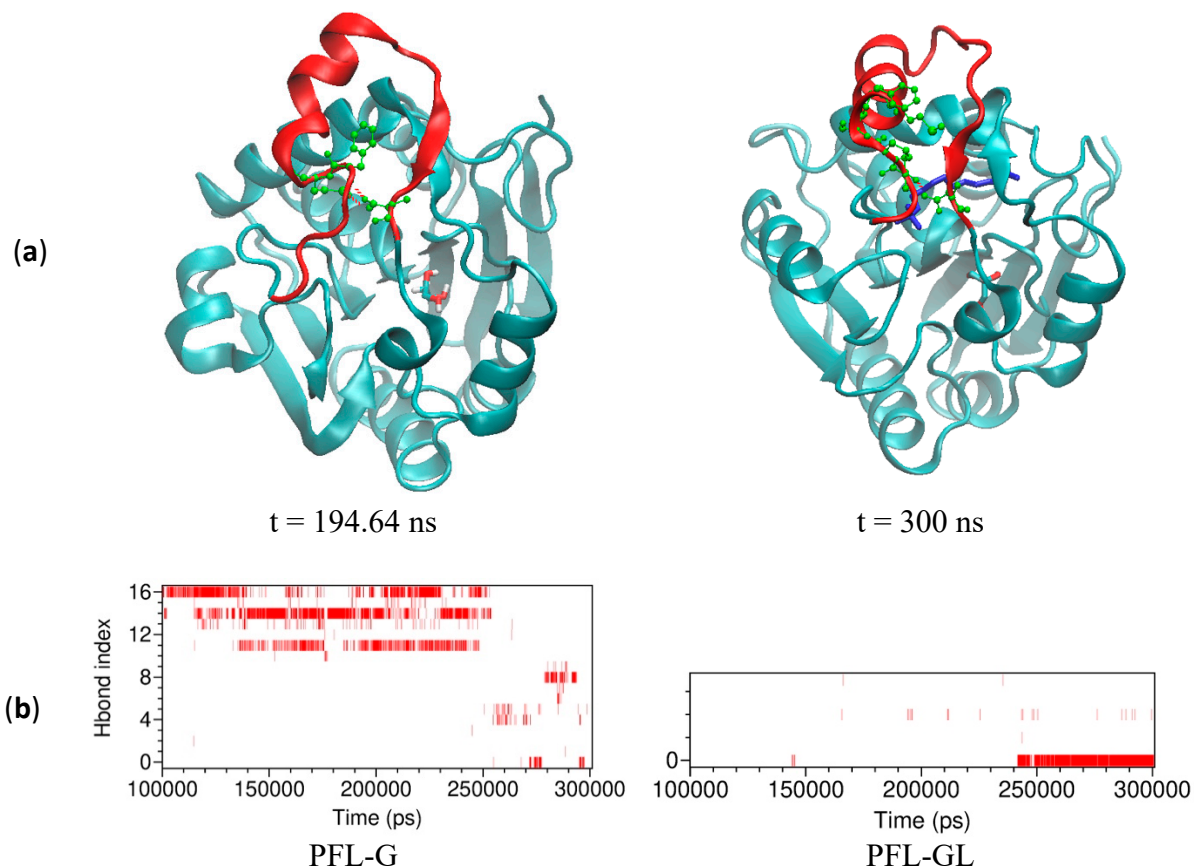 (a)
t = 194.64 ns
t = 300 ns
(b)
Hbond index
16
12
8
4
0
100000 150000 200000 250000 300000
Time (ps)
PFL-G
0
100000 150000 200000 250000 300000
Time (ps)
PFL-GL